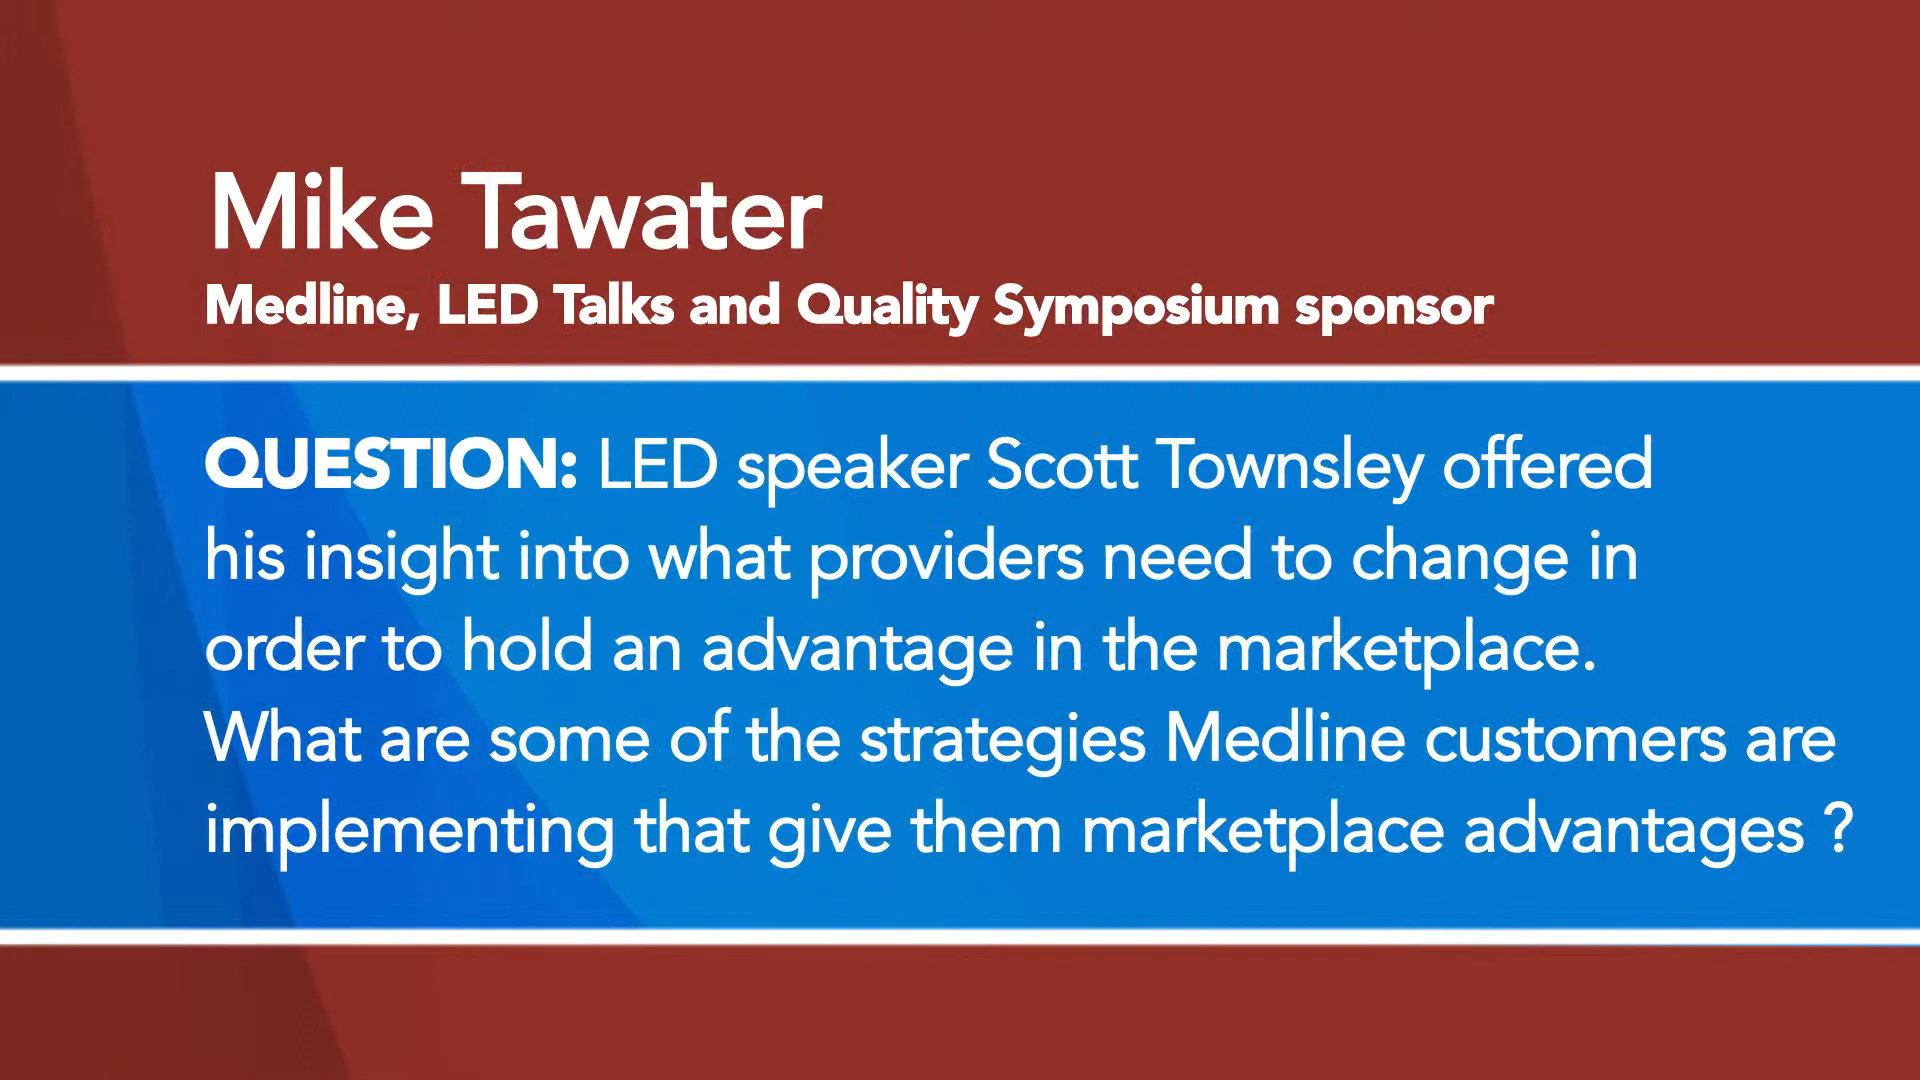 Mike Tawater
Medline, LED Talks and Quality Symposium sponsor
QUESTION: LED speaker Scott Townsley offered
his insight into what providers need to change in
order to hold an advantage in the marketplace.
What are some of the strategies Medline customers are
implementing that give them marketplace advantages ?